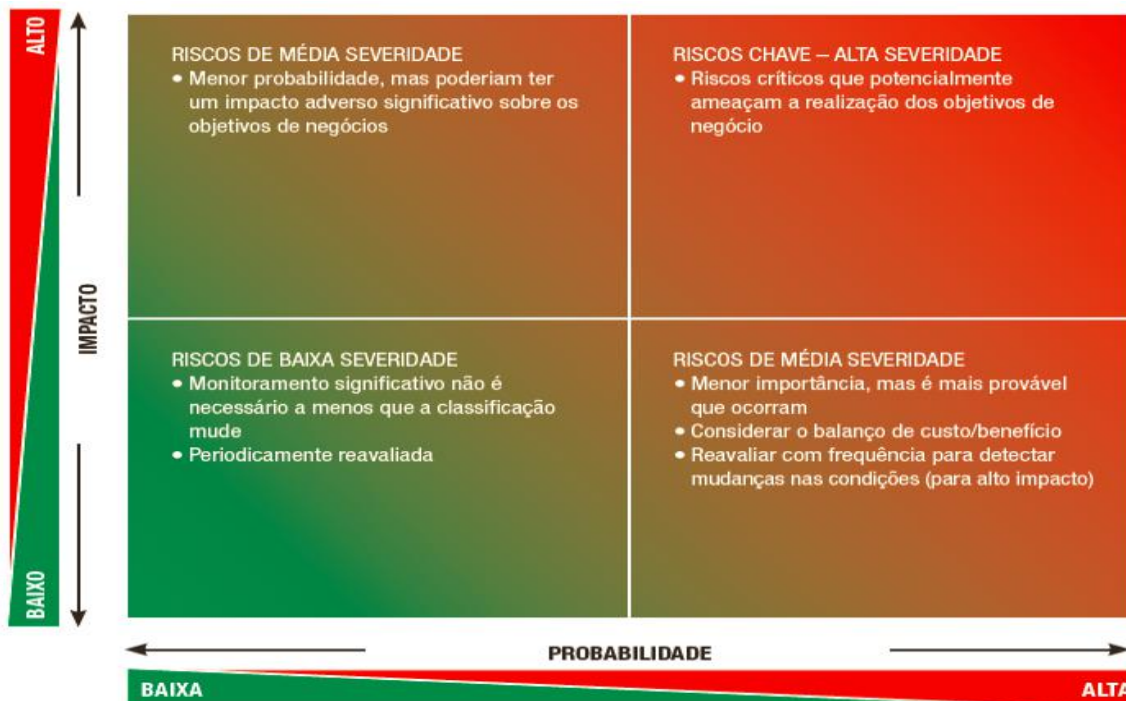 ALTO
IMPACTO
BAIXO
RISCOS DE MÉDIA SEVERIDADE
• Menor probabilidade, mas poderiam ter
um impacto adverso significativo sobre os
objetivos de negócios
RISCOS CHAVE – ALTA SEVERIDADE
• Riscos críticos que potencialmente
ameaçam a realização dos objetivos de
negócio
RISCOS DE BAIXA SEVERIDADE
• Monitoramento significativo não é
necessário a menos que a classificação
mude
• Periodicamente reavaliada
RISCOS DE MÉDIA SEVERIDADE
• Menor importância, mas é mais provável
que ocorram
• Considerar o balanço de custo/benefício
• Reavaliar com frequência para detectar
mudanças nas condições (para alto impacto)
PROBABILIDADE
BAIXA
ALTA